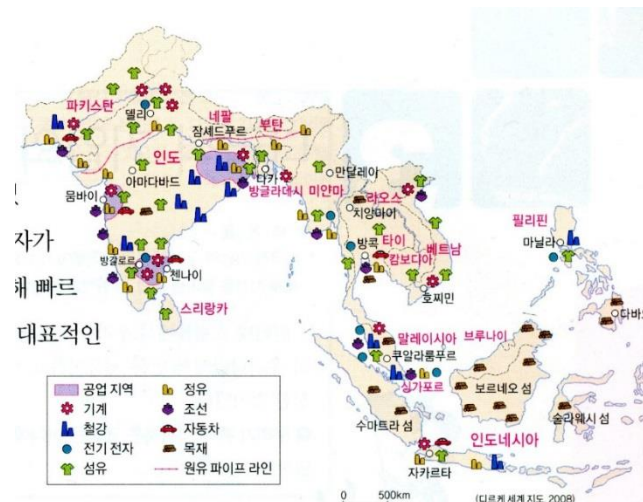 파키스탄
델리
네팔
잠셰드푸르
부탄
인도
아마다바드
다카
방글라데시
미얀마
만달레이
뭄바이
라오스
치앙마이
필리핀
마닐라
자가
방콕
타이
베트남
캄보디아
방갈로르
첸나이
호찌민
해 빠르
스리랑카
다바오
대표적인
말레이시아
브루나이
쿠알라룸푸르
싱가포르
보르네오 섬
수마트라 섬
술라웨시 섬
인도네시아
자카르타
공업 지역
정유
기계
조선
철강
자동차
전기 전자
목재
섬유
원유 파이프 라인
0 500km
(디르케 세계 지도, 2008)